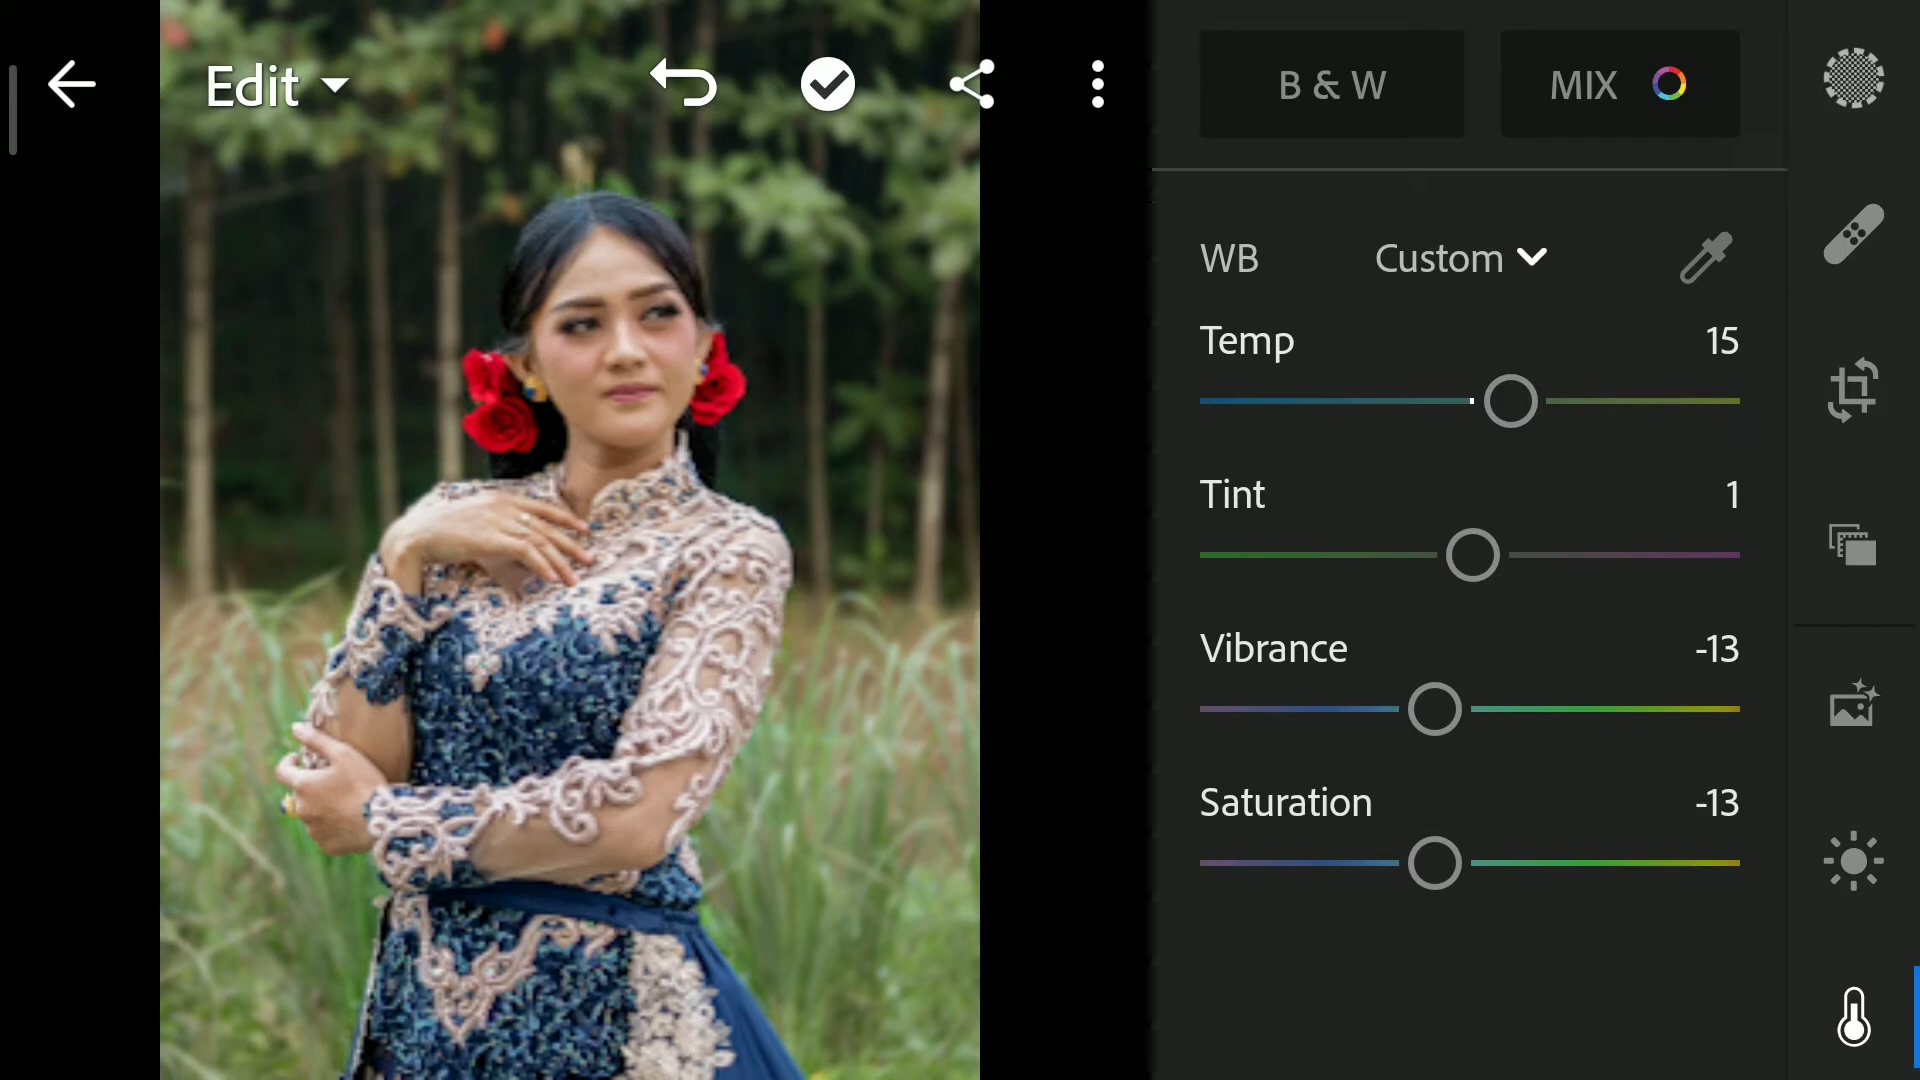 Edit
B & W
MIX
WB
Custom
Temp
15
Tint
1
Vibrance
-13
Saturation
-13